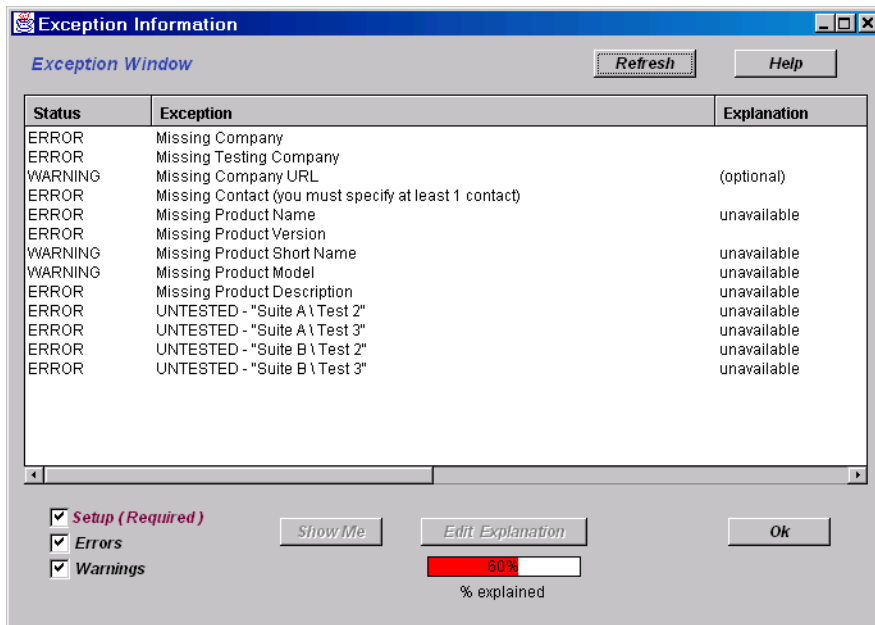 Exception Information
Exception Window Refresh Help
Status Exception Explanation
ERROR Missing Company
ERROR Missing Testing Company
WARNING Missing Company URL (optional)
ERROR Missing Contact (you must specify at least 1 contact)
ERROR Missing Product Name unavailable
ERROR Missing Product Version
WARNING Missing Product Short Name unavailable
WARNING Missing Product Model unavailable
ERROR Missing Product Description unavailable
ERROR UNTESTED - "Suite A \ Test 2" unavailable
ERROR UNTESTED - "Suite A \ Test 3" unavailable
ERROR UNTESTED - "Suite B \ Test 2" unavailable
ERROR UNTESTED - "Suite B \ Test 3" unavailable
Setup ( Required )
Show Me Edit Explanation Ok
Errors
Warnings
60%
% explained